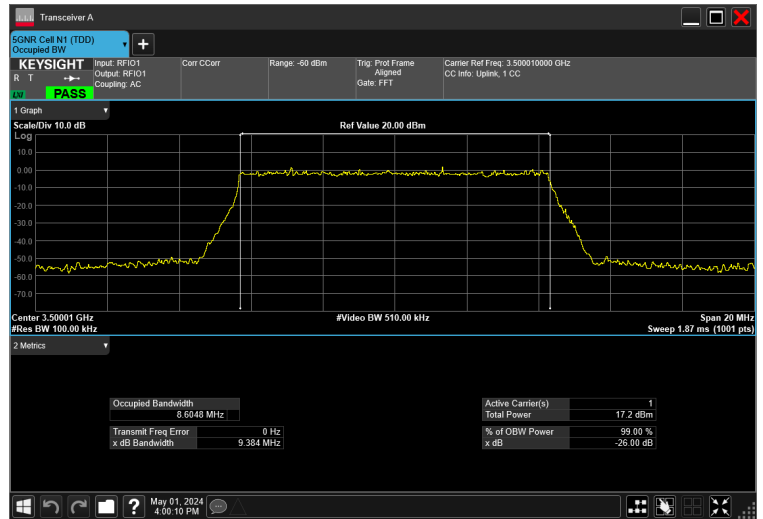 Transceiver A
5GNR Cell N1 (TDD)
Occupied BW
KEYSIGHT
R T
LXI
PASS
Input: RFIO1
Output: RFIO1
Coupling: AC
Corr CCorr
Range: -60 dBm
Trig: Prot Frame
Aligned
Gate: FFT
Carrier Ref Freq: 3.500010000 GHz
CC Info: Uplink, 1 CC
1 Graph
Scale/Div 10.0 dB
Ref Value 20.00 dBm
Log
10.0
0.00
-10.0
-20.0
-30.0
-40.0
-50.0
-60.0
-70.0
Center 3.50001 GHz
#Video BW 510.00 kHz
Span 20 MHz
#Res BW 100.00 kHz
Sweep 1.87 ms (1001 pts)
2 Metrics
Occupied Bandwidth
8.6048 MHz
Transmit Freq Error 0 Hz
x dB Bandwidth 9.384 MHz
Active Carrier(s) 1
Total Power 17.2 dBm
% of OBW Power 99.00 %
x dB -26.00 dB
?
May 01, 2024
4:00:10 PM